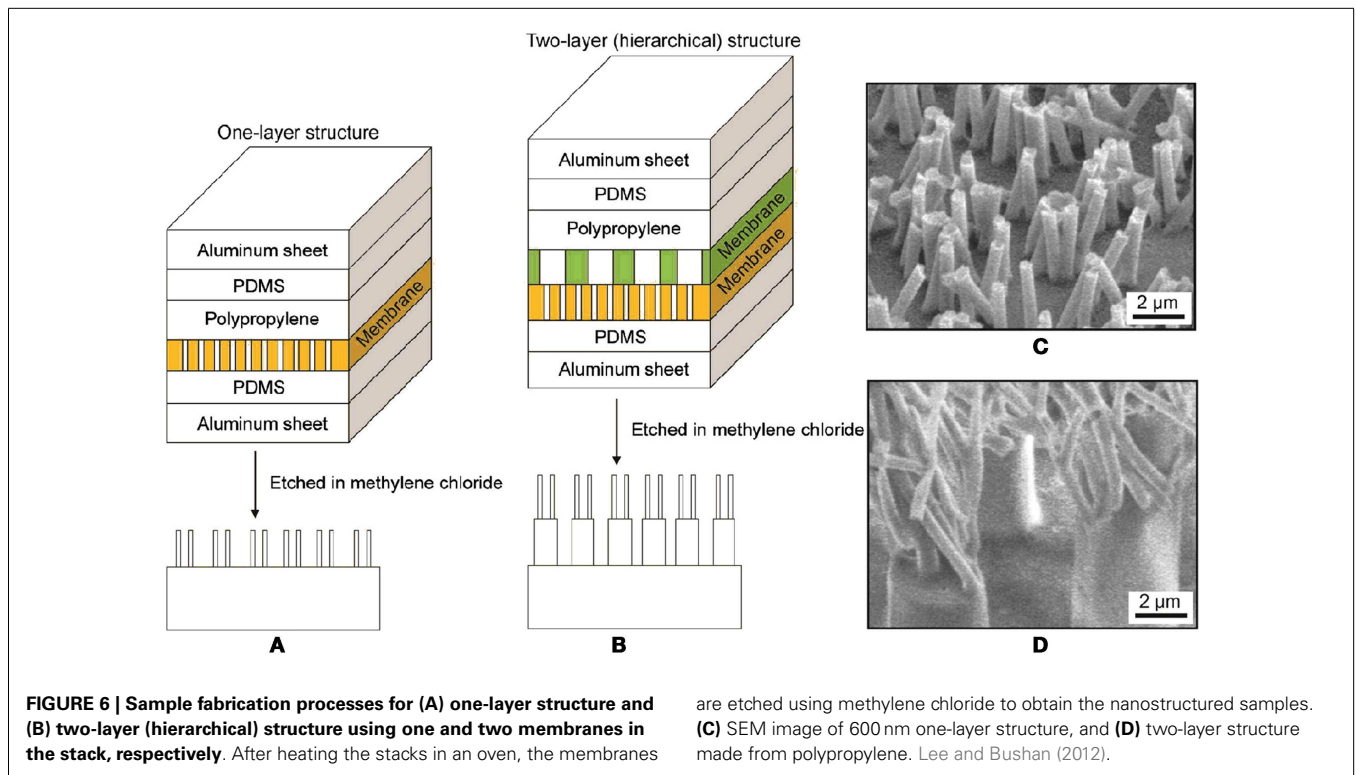 One-layer structure
Aluminum sheet
PDMS
Polypropylene
Membrane
PDMS
Aluminum sheet
Etched in methylene chloride
A
Two-layer (hierarchical) structure
Aluminum sheet
PDMS
Polypropylene
Membrane
Membrane
PDMS
Aluminum sheet
Etched in methylene chloride
B
2 µm
C
2 µm
D
FIGURE 6 | Sample fabrication processes for (A) one-layer structure and
(B) two-layer (hierarchical) structure using one and two membranes in
the stack, respectively. After heating the stacks in an oven, the membranes
are etched using methylene chloride to obtain the nanostructured samples.
(C) SEM image of 600 nm one-layer structure, and (D) two-layer structure
made from polypropylene. Lee and Bushan (2012).